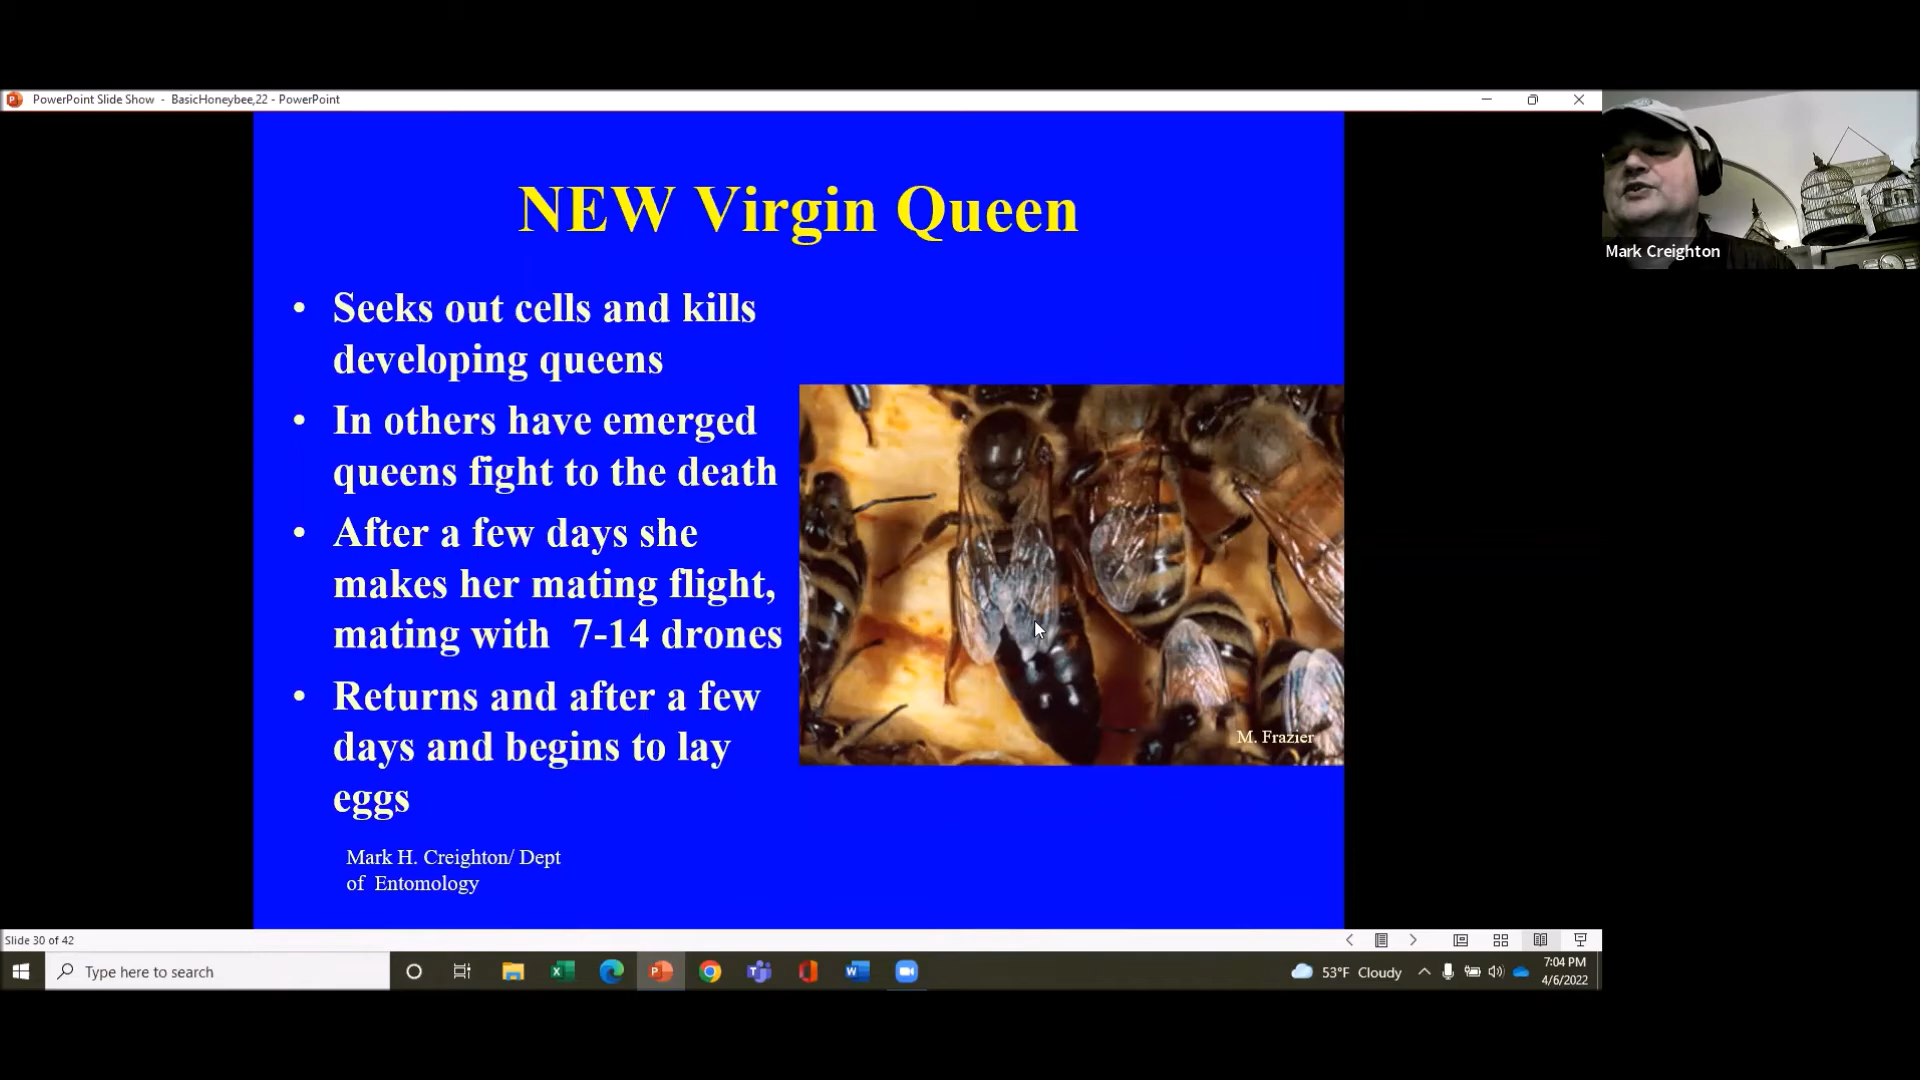 PowerPoint Slide Show - BasicHoneybee,22 - PowerPoint
NEW Virgin Queen
• Seeks out cells and kills
developing queens
• In others have emerged
queens fight to the death
• After a few days she
makes her mating flight,
mating with 7-14 drones
• Returns and after a few
days and begins to lay
eggs
M. Frazier
Mark H. Creighton/ Dept
of Entomology
Mark Creighton
Slide 30 of 42
Type here to search
53°F Cloudy
7:04 PM
4/6/2022